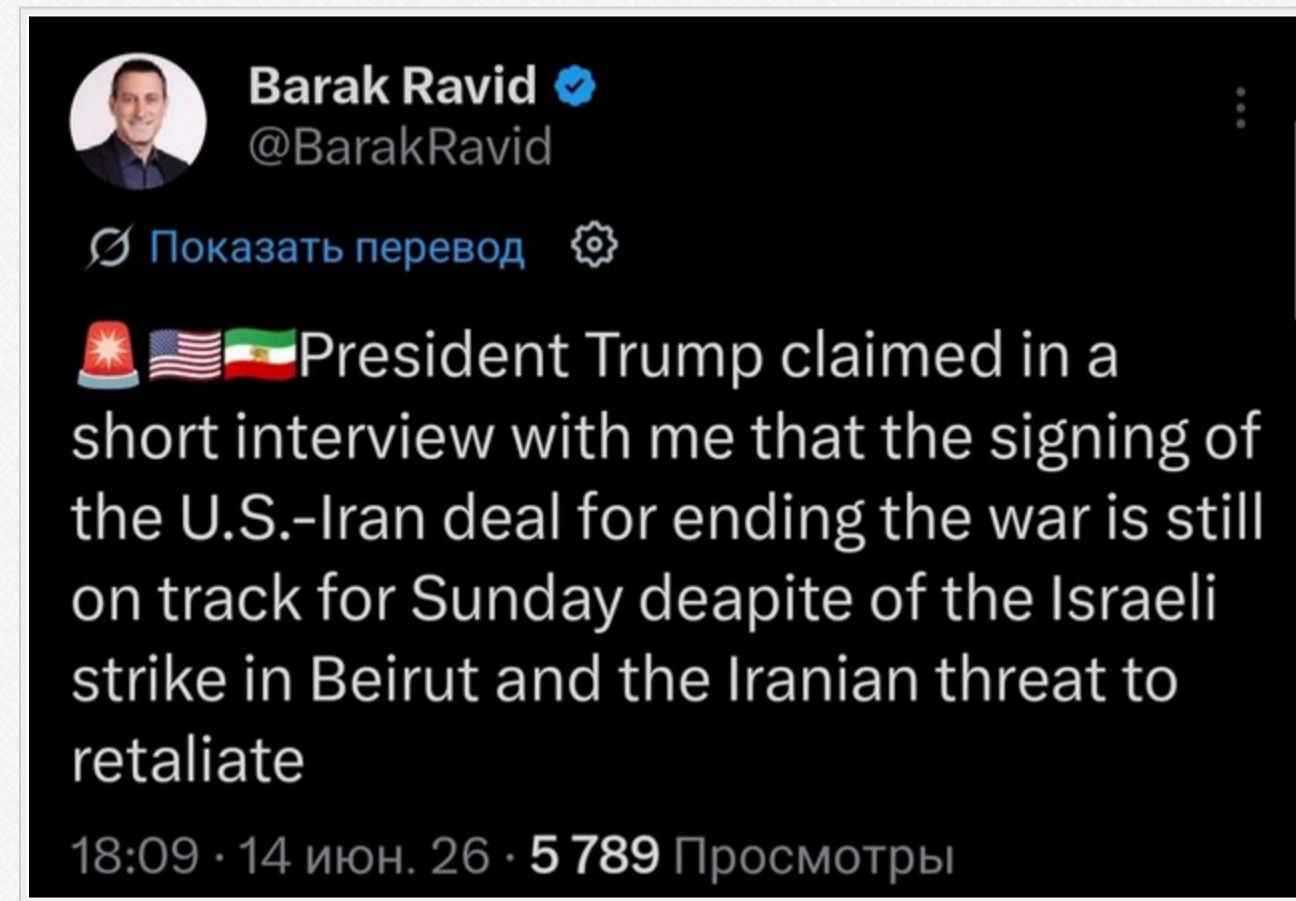 Barak Ravid
@BarakRavid
Показать перевод
🚨🇺🇸🇮🇷President Trump claimed in a
short interview with me that the signing of
the U.S.-Iran deal for ending the war is still
on track for Sunday deapite of the Israeli
strike in Beirut and the Iranian threat to
retaliate
18:09 · 14 июн. 26 · 5 789 Просмотры